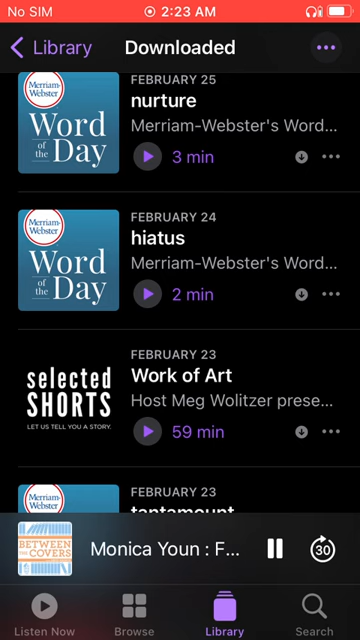 No SIM
2:23 AM
Library
Downloaded
FEBRUARY 25
Merriam-
Webster
Word
of the
Day
nurture
Merriam-Webster's Word...
3 min
FEBRUARY 24
Merriam-
Webster
Word
of the
Day
hiatus
Merriam-Webster's Word...
2 min
FEBRUARY 23
selected
SHORTS
LET US TELL YOU A STORY.
Work of Art
Host Meg Wolitzer prese...
59 min
FEBRUARY 23
Merriam-
Webster
tantamount
BETWEEN
THE COVERS
Monica Youn : F...
30
Listen Now
Browse
Library
Search